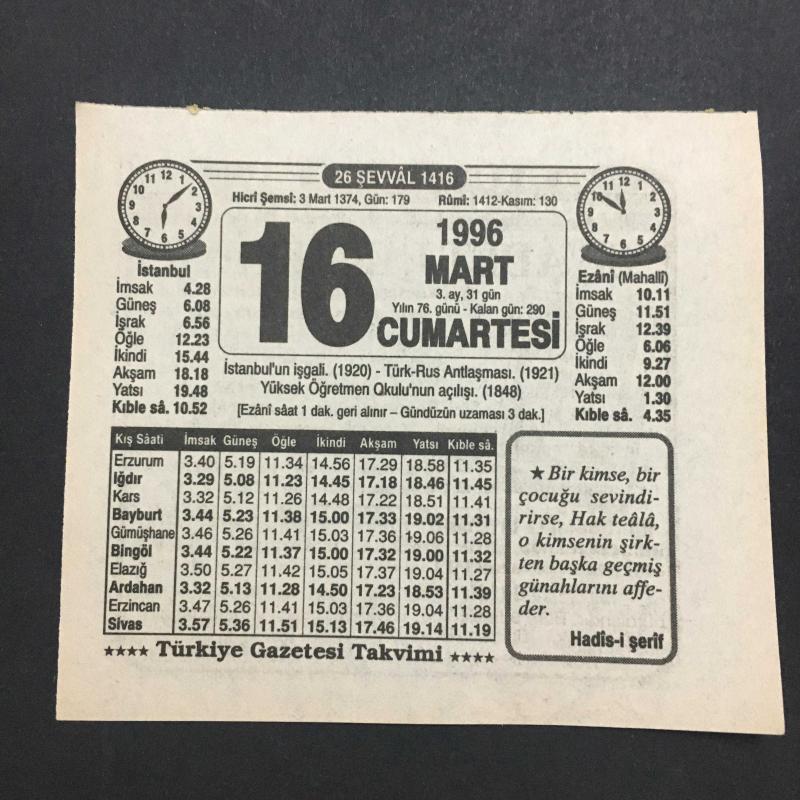 26 ŞEVVÂL 1416
Hicrî Şemsî: 3 Mart 1374, Gün: 179 Rûmî: 1412-Kasım: 130
16
1996
MART
3. ay, 31 gün
Yılın 76. günü - Kalan gün: 290
CUMARTESİ
İstanbul
İmsak 4.28
Güneş 6.08
İşrak 6.56
Öğle 12.23
İkindi 15.44
Akşam 18.18
Yatsı 19.48
Kıble sâ. 10.52
Ezânî (Mahallî)
İmsak 10.11
Güneş 11.51
İşrak 12.39
Öğle 6.06
İkindi 9.27
Akşam 12.00
Yatsı 1.30
Kıble sâ. 4.35
İstanbul'un işgali. (1920) - Türk-Rus Antlaşması. (1921)
Yüksek Öğretmen Okulu'nun açılışı. (1848)
[Ezânî sâat 1 dak. geri alınır – Gündüzün uzaması 3 dak.]
Kış Sâati İmsak Güneş Öğle İkindi Akşam Yatsı Kıble sâ.
Erzurum 3.40 5.19 11.34 14.56 17.29 18.58 11.35
Iğdır 3.29 5.08 11.23 14.45 17.18 18.46 11.45
Kars 3.32 5.12 11.26 14.48 17.22 18.51 11.41
Bayburt 3.44 5.23 11.38 15.00 17.33 19.02 11.31
Gümüşhane 3.46 5.26 11.41 15.03 17.36 19.06 11.28
Bingöl 3.44 5.22 11.37 15.00 17.32 19.00 11.32
Elazığ 3.50 5.27 11.42 15.05 17.37 19.04 11.27
Ardahan 3.32 5.13 11.28 14.50 17.23 18.53 11.39
Erzincan 3.47 5.26 11.41 15.03 17.36 19.04 11.28
Sivas 3.57 5.36 11.51 15.13 17.46 19.14 11.19
★★★★ Türkiye Gazetesi Takvimi ★★★★
★ Bir kimse, bir
çocuğu sevindi-
rirse, Hak teâlâ,
o kimsenin şirk-
ten başka geçmiş
günahlarını affe-
der.
Hadîs-i şerîf